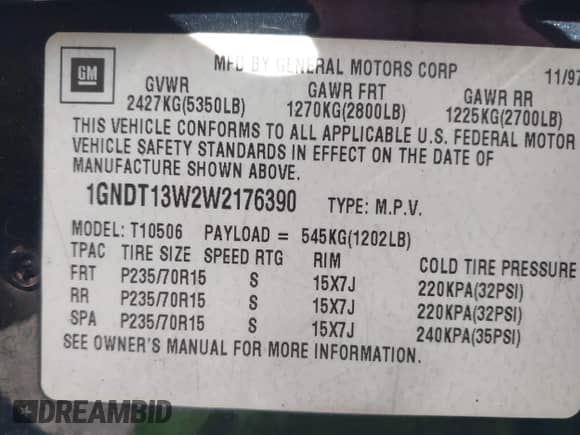 GM
MFD BY GENERAL MOTORS CORP 11/97
GVWR GAWR FRT GAWR RR
2427KG(5350LB) 1270KG(2800LB) 1225KG(2700LB)
THIS VEHICLE CONFORMS TO ALL APPLICABLE U.S. FEDERAL MOTOR
VEHICLE SAFETY STANDARDS IN EFFECT ON THE DATE OF
MANUFACTURE SHOWN ABOVE.
1GNDT13W2W2176390 TYPE: M.P.V.
MODEL: T10506 PAYLOAD = 545KG(1202LB)
TPAC TIRE SIZE SPEED RTG RIM COLD TIRE PRESSURE
FRT P235/70R15 S 15X7J 220KPA(32PSI)
RR P235/70R15 S 15X7J 220KPA(32PSI)
SPA P235/70R15 S 15X7J 240KPA(35PSI)
SEE OWNER'S MANUAL FOR MORE INFORMATION.
DREAMBID